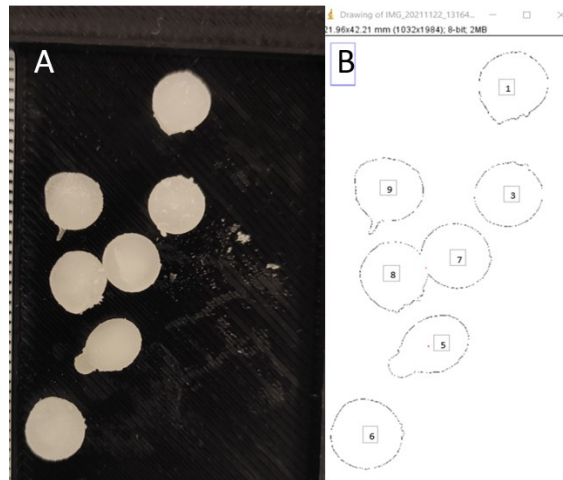 A
B
Drawing of IMG_20211122_13164...
21.96x42.21 mm (1032x1984); 8-bit; 2MB
1
9
3
7
8
5
6